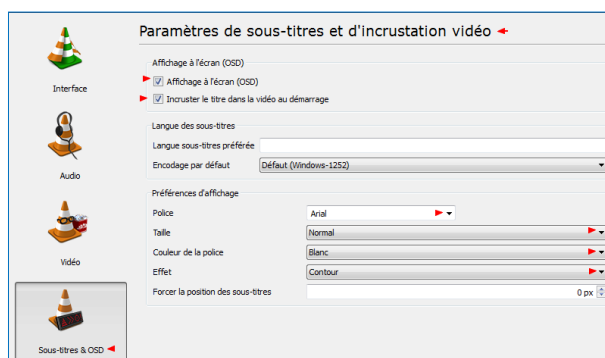 Paramètres de sous-titres et d'incrustation vidéo
Interface
Audio
Vidéo
Sous-titres & OSD
Affichage à l'écran (OSD)
Affichage à l'écran (OSD)
Incruster le titre dans la vidéo au démarrage
Langue des sous-titres
Langue sous-titres préférée
Encodage par défaut Défaut (Windows-1252)
Préférences d'affichage
Police Arial
Taille Normal
Couleur de la police Blanc
Effet Contour
Forcer la position des sous-titres 0 px